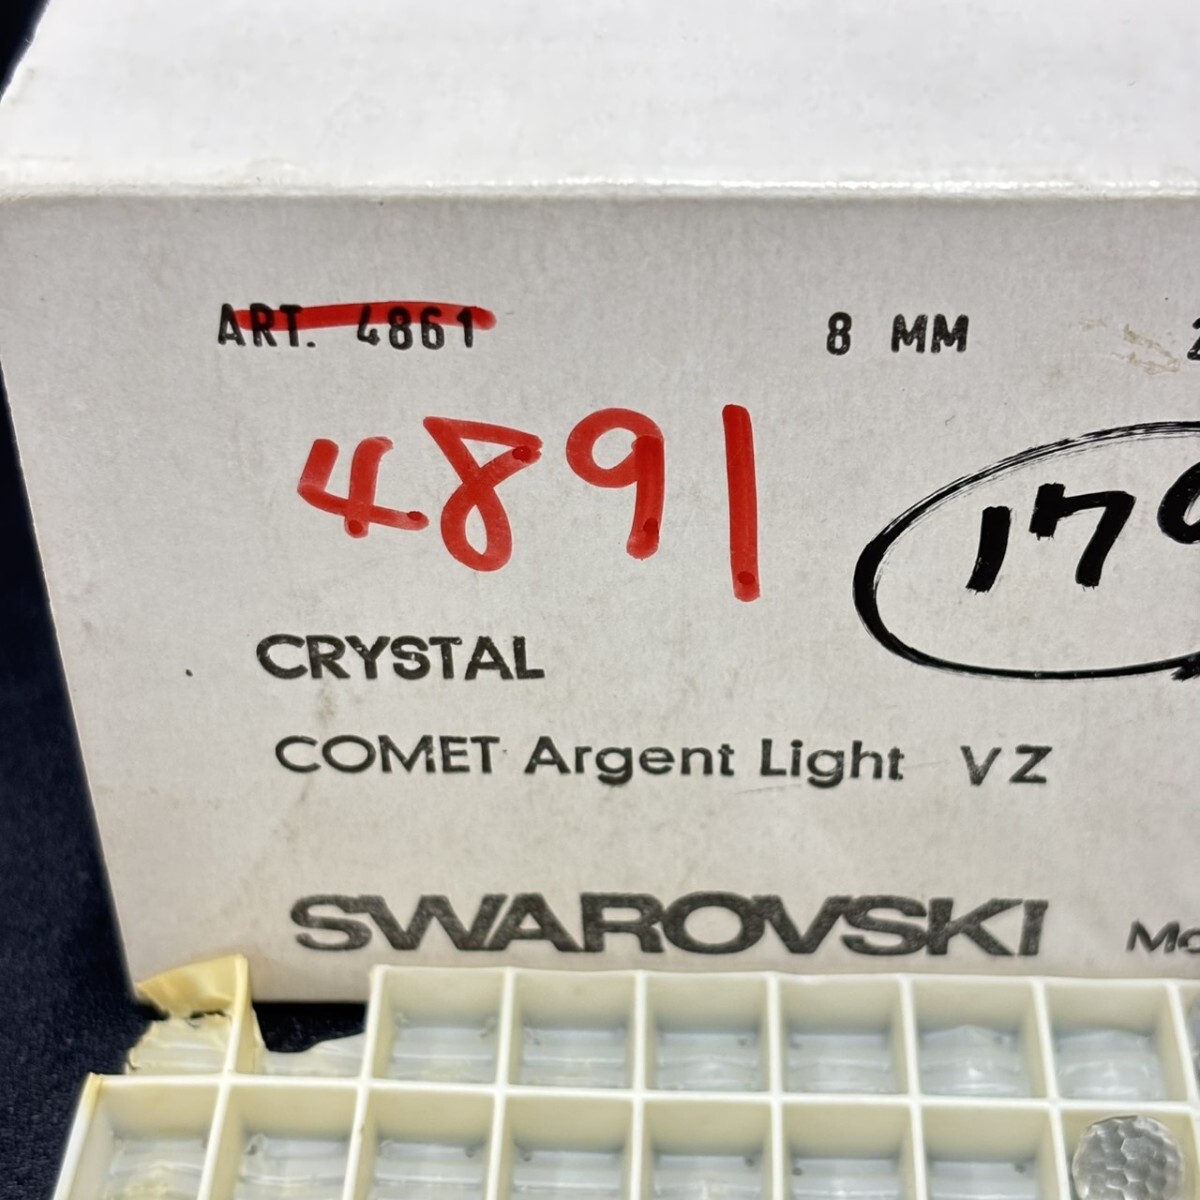 ART. 4861 8 MM
4891
17
CRYSTAL
COMET Argent Light VZ
SWAROVSKI